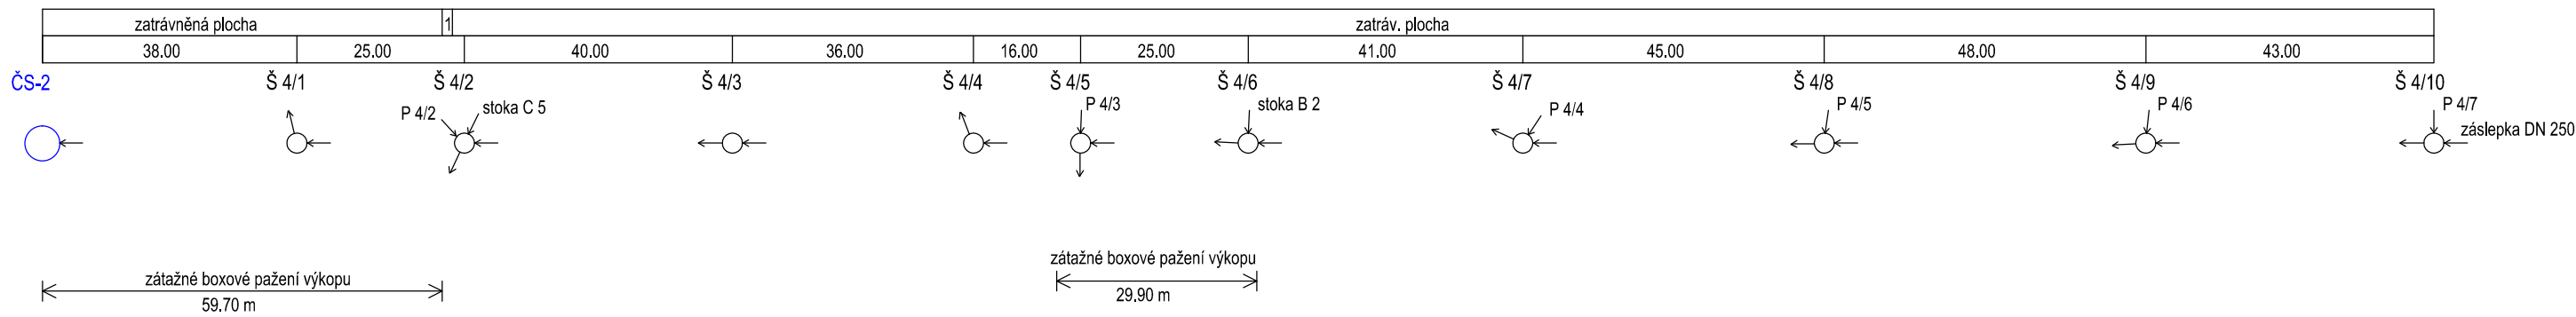 zatrávněná plocha 1 zatráv. plocha
38.00 25.00 40.00 36.00 16.00 25.00 41.00 45.00 48.00 43.00
ČS-2 Š 4/1 Š 4/2 Š 4/3 Š 4/4 Š 4/5 Š 4/6 Š 4/7 Š 4/8 Š 4/9 Š 4/10
P 4/2 stoka C 5 P 4/3 stoka B 2 P 4/4 P 4/5 P 4/6 P 4/7
záslepka DN 250
zátažné boxové pažení výkopu
59,70 m
zátažné boxové pažení výkopu
29,90 m